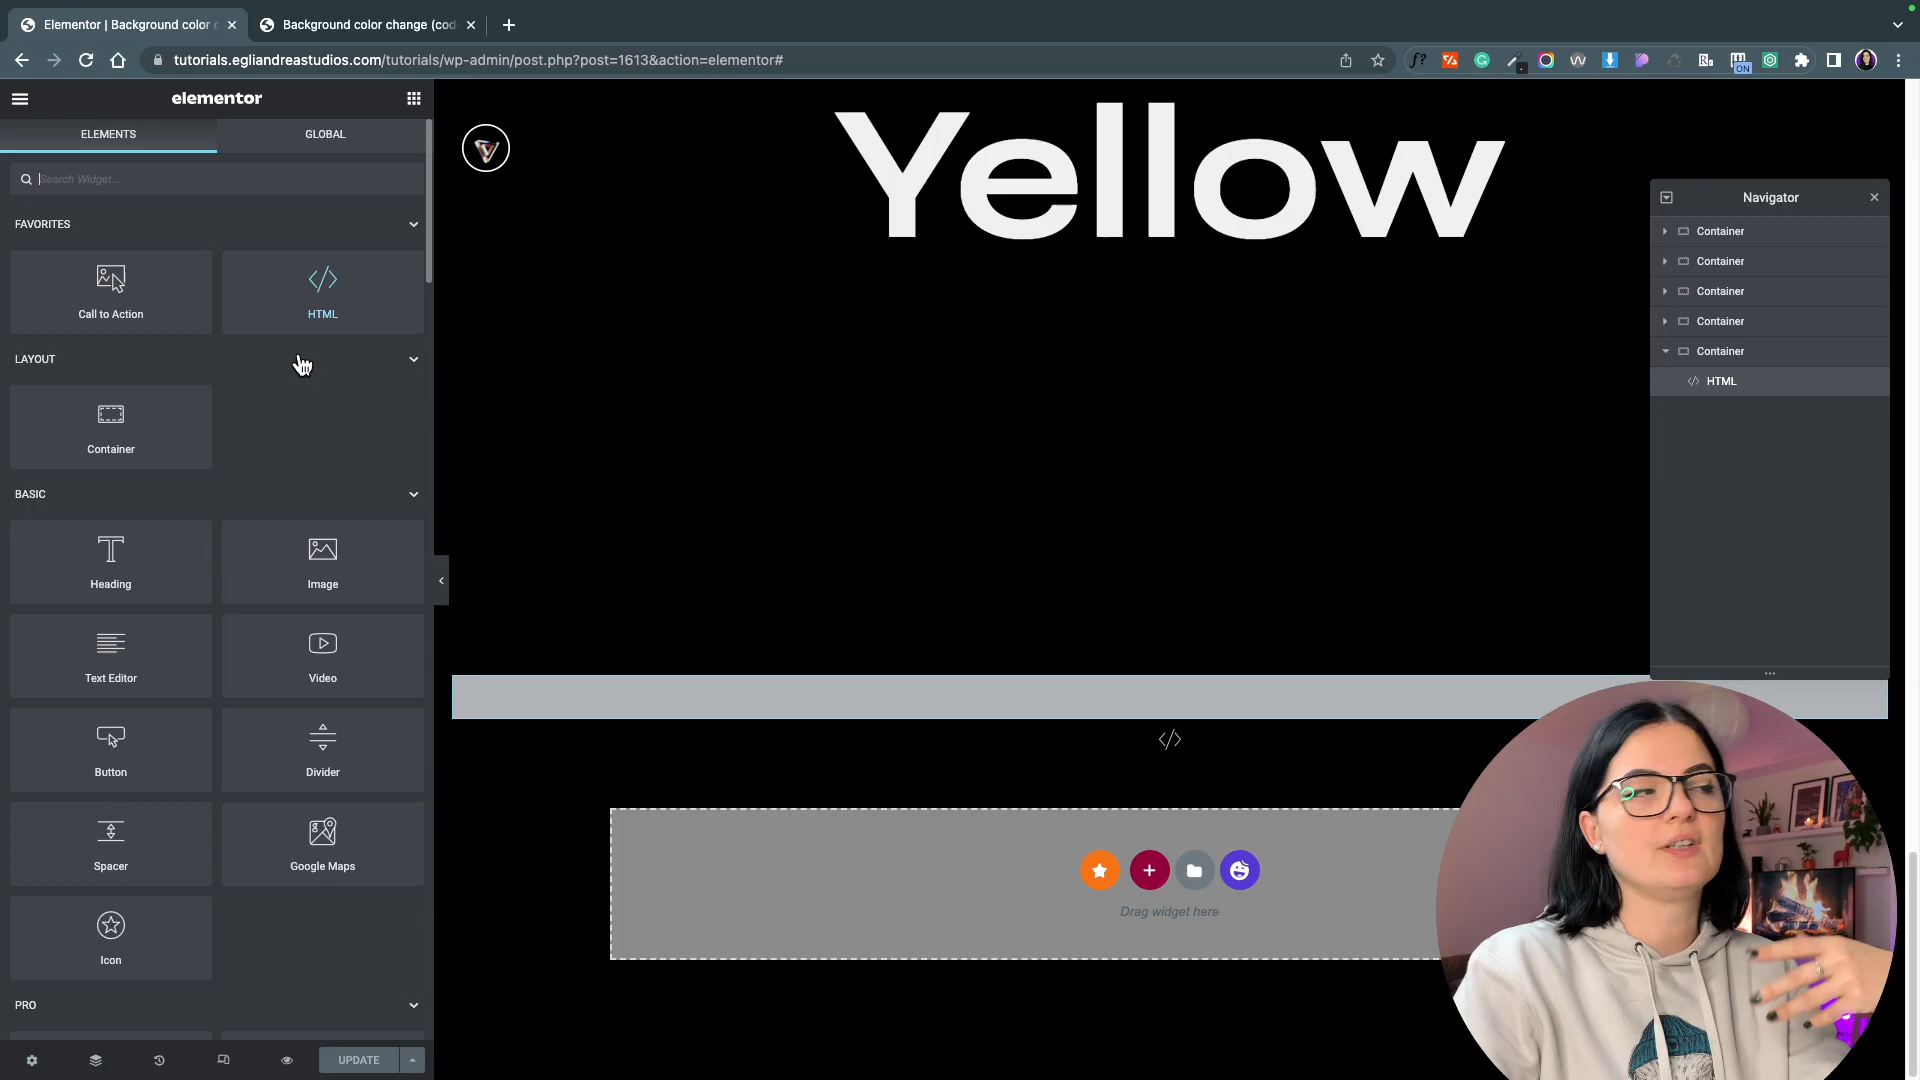 Elementor | Background color c
Background color change (cod
tutorials.egliandreastudios.com/tutorials/wp-admin/post.php?post=1613&action=elementor#
f?
ON
elementor
ELEMENTS
GLOBAL
Search Widget...
FAVORITES
Call to Action
HTML
LAYOUT
Container
BASIC
Heading
Image
Text Editor
Video
Button
Divider
Spacer
Google Maps
Icon
PRO
UPDATE
Yellow
Drag widget here
Navigator
Container
Container
Container
Container
Container
HTML